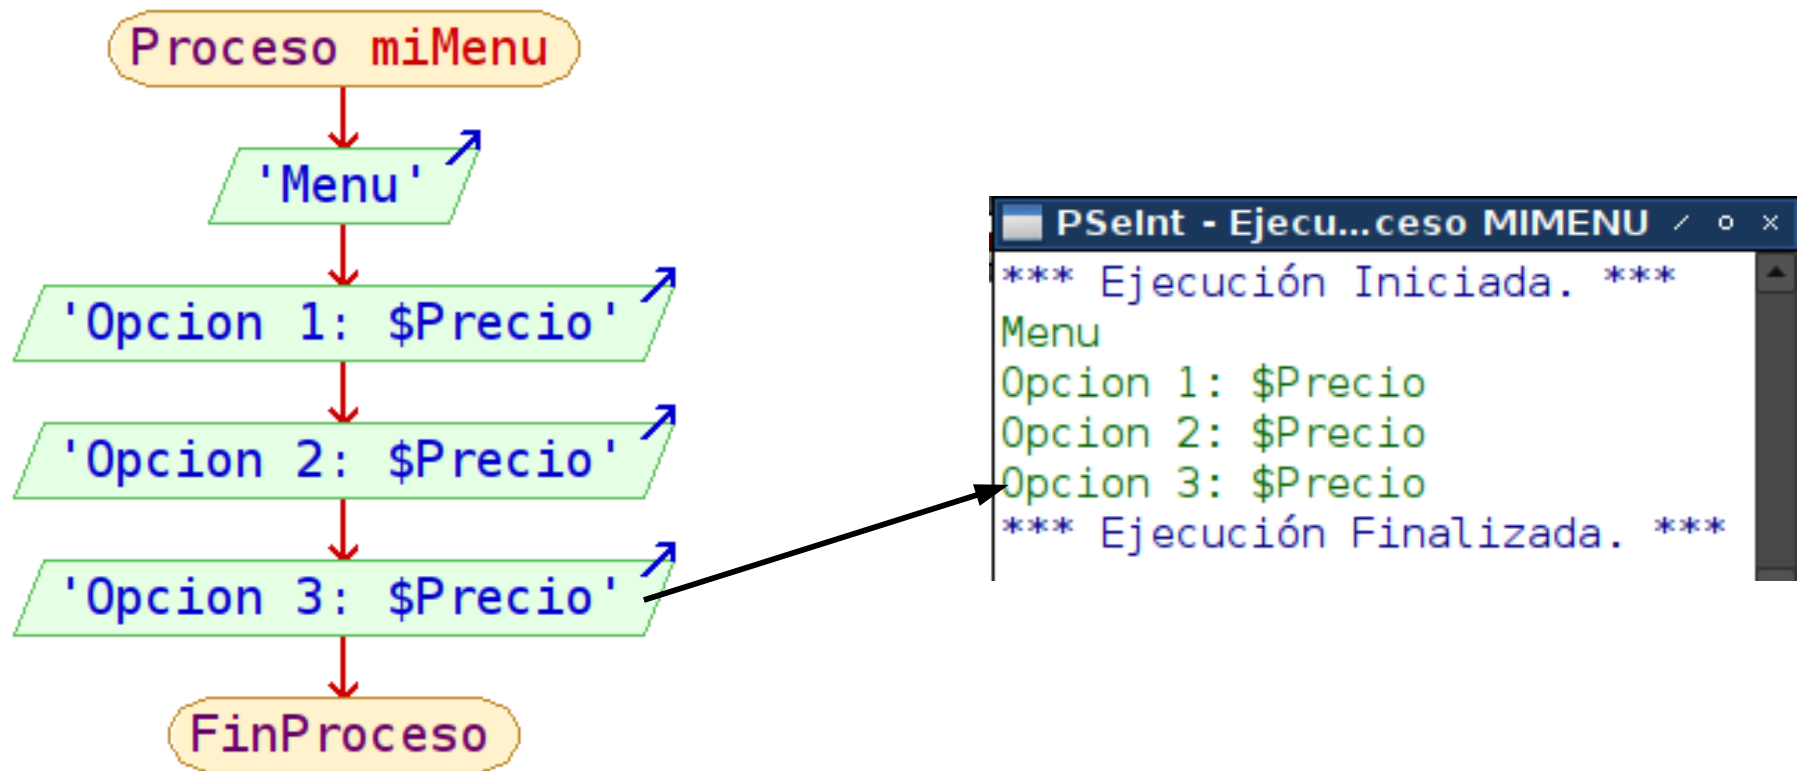 Proceso miMenu
'Menu'
'Opcion 1: $Precio'
'Opcion 2: $Precio'
'Opcion 3: $Precio'
FinProceso
PSeInt - Ejecu...ceso MIMENU
*** Ejecución Iniciada. ***
Menu
Opcion 1: $Precio
Opcion 2: $Precio
Opcion 3: $Precio
*** Ejecución Finalizada. ***